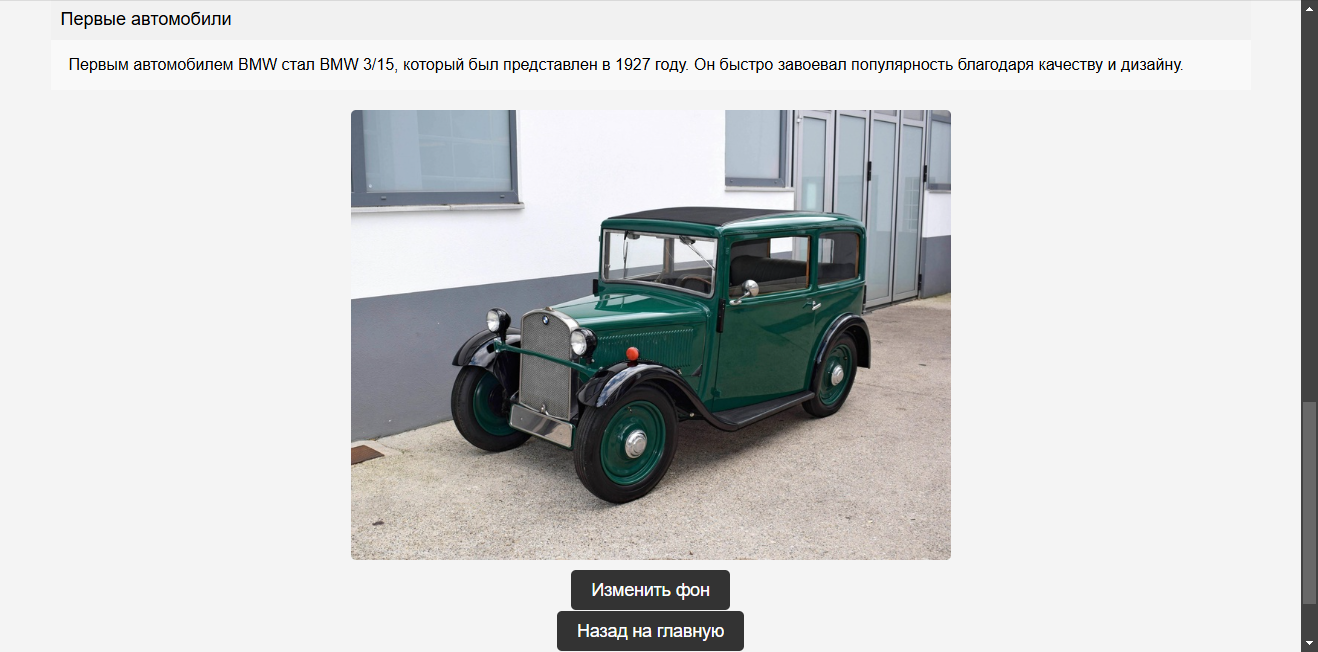 Первые автомобили
Первым автомобилем BMW стал BMW 3/15, который был представлен в 1927 году. Он быстро завоевал популярность благодаря качеству и дизайну.
Изменить фон
Назад на главную